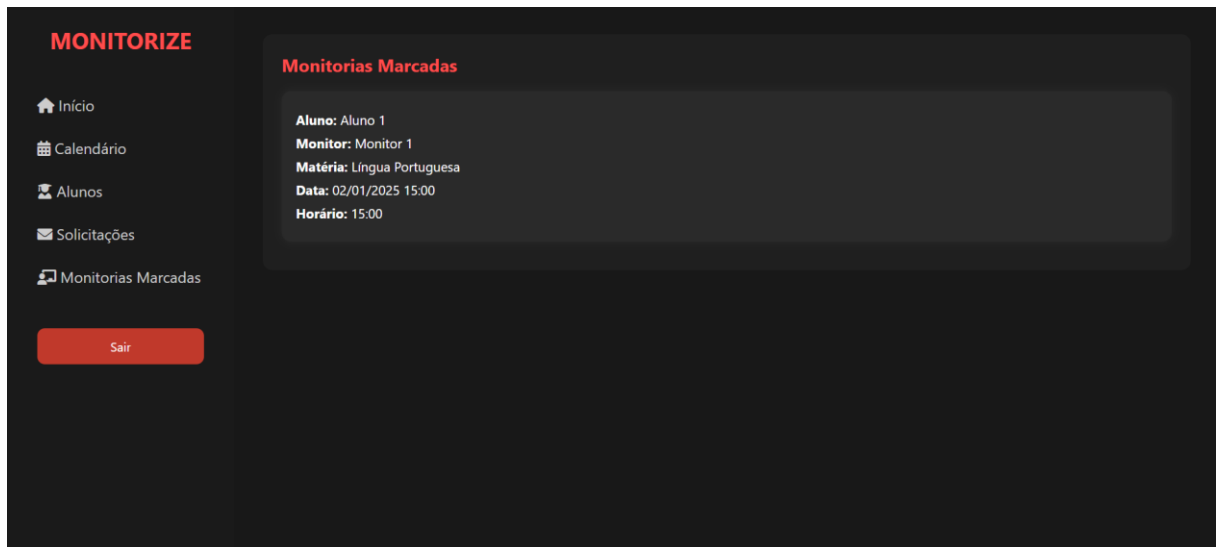 MONITORIZE
Início
Calendário
Alunos
Solicitações
Monitorias Marcadas
Sair
Monitorias Marcadas
Aluno: Aluno 1
Monitor: Monitor 1
Matéria: Língua Portuguesa
Data: 02/01/2025 15:00
Horário: 15:00